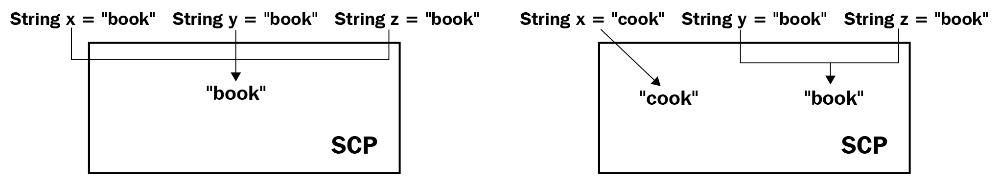 String x = "book" String y = "book" String z = "book"
"book"
SCP
String x = "cook" String y = "book" String z = "book"
"cook" "book"
SCP